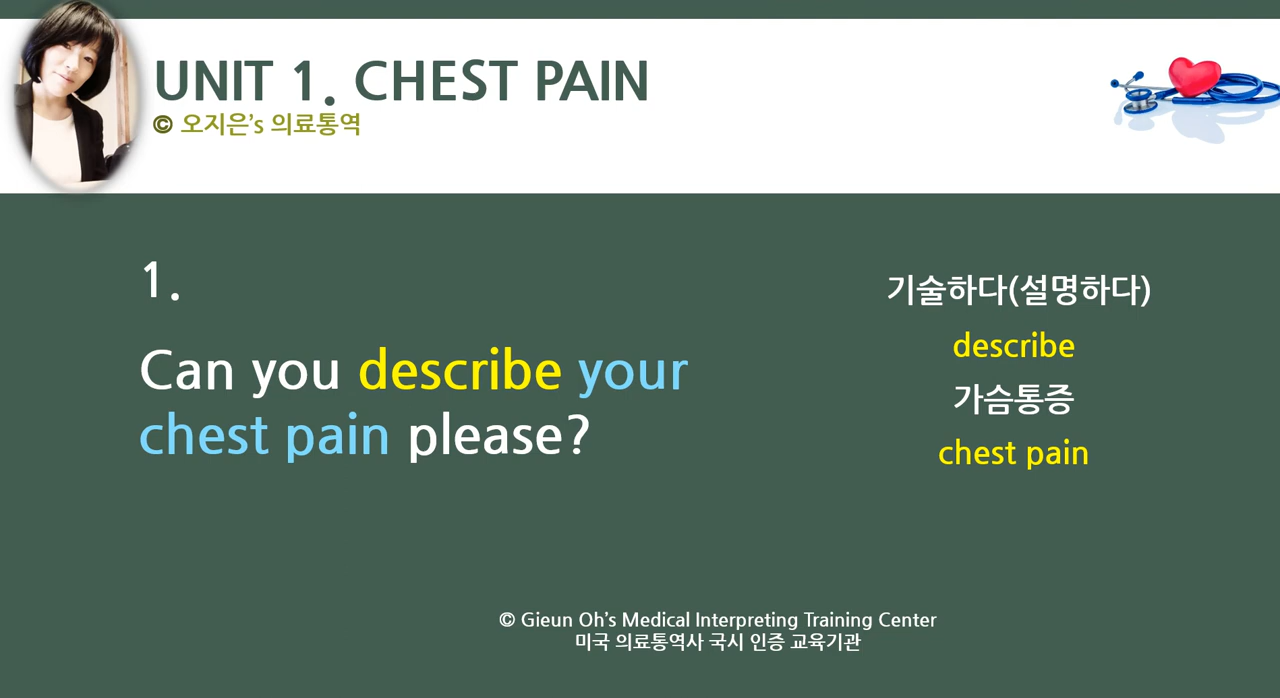 UNIT 1. CHEST PAIN
© 오지은's 의료통역
1.
Can you describe your
chest pain please?
기술하다(설명하다)
describe
가슴통증
chest pain
© Gieun Oh's Medical Interpreting Training Center
미국 의료통역사 국시 인증 교육기관